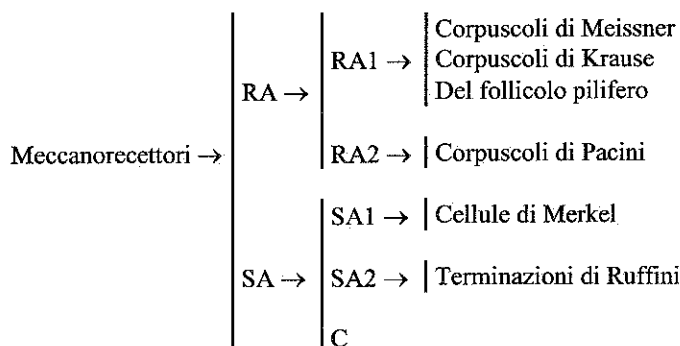 Corpuscoli di Meissner
RA1 → Corpuscoli di Krause
RA → Del follicolo pilifero
Meccanorecettori →
RA2 → Corpuscoli di Pacini
SA1 → Cellule di Merkel
SA → SA2 → Terminazioni di Ruffini
C